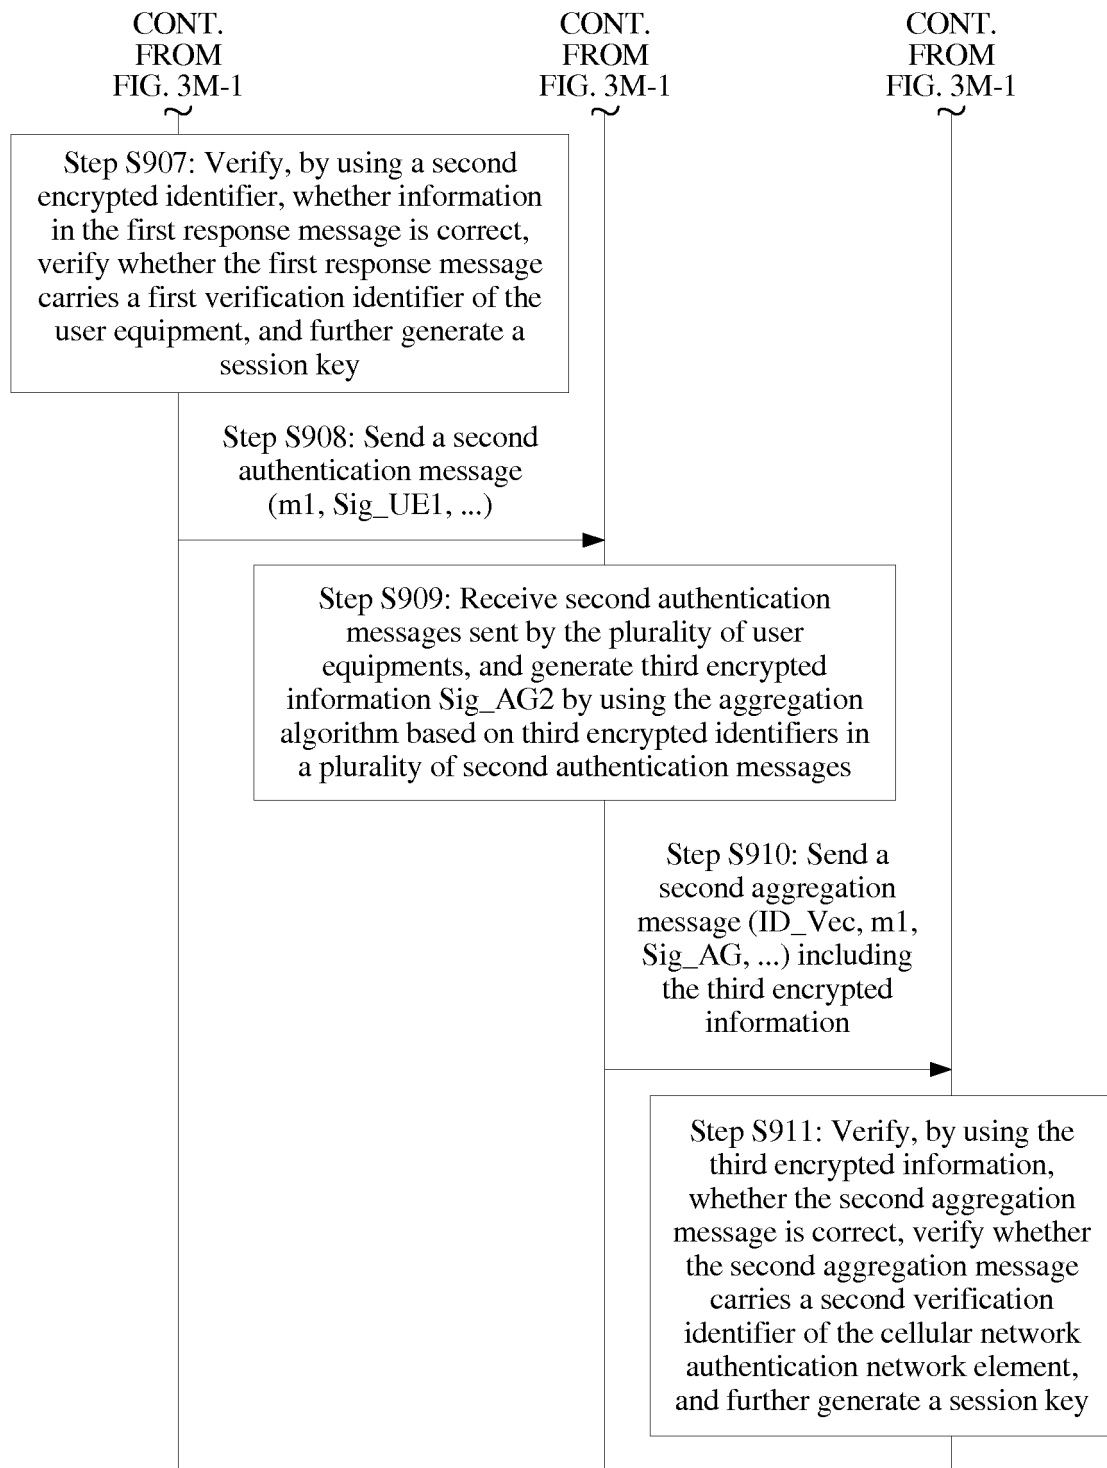 CONT.
FROM
FIG. 3M-1
CONT.
FROM
FIG. 3M-1
CONT.
FROM
FIG. 3M-1
Step S907: Verify, by using a second
encrypted identifier, whether information
in the first response message is correct,
verify whether the first response message
carries a first verification identifier of the
user equipment, and further generate a
session key
Step S908: Send a second
authentication message
(m1, Sig_UE1, ...)
Step S909: Receive second authentication
messages sent by the plurality of user
equipments, and generate third encrypted
information Sig_AG2 by using the aggregation
algorithm based on third encrypted identifiers in
a plurality of second authentication messages
Step S910: Send a
second aggregation
message (ID_Vec, m1,
Sig_AG, ...) including
the third encrypted
information
Step S911: Verify, by using the
third encrypted information,
whether the second aggregation
message is correct, verify whether
the second aggregation message
carries a second verification
identifier of the cellular network
authentication network element,
and further generate a session key